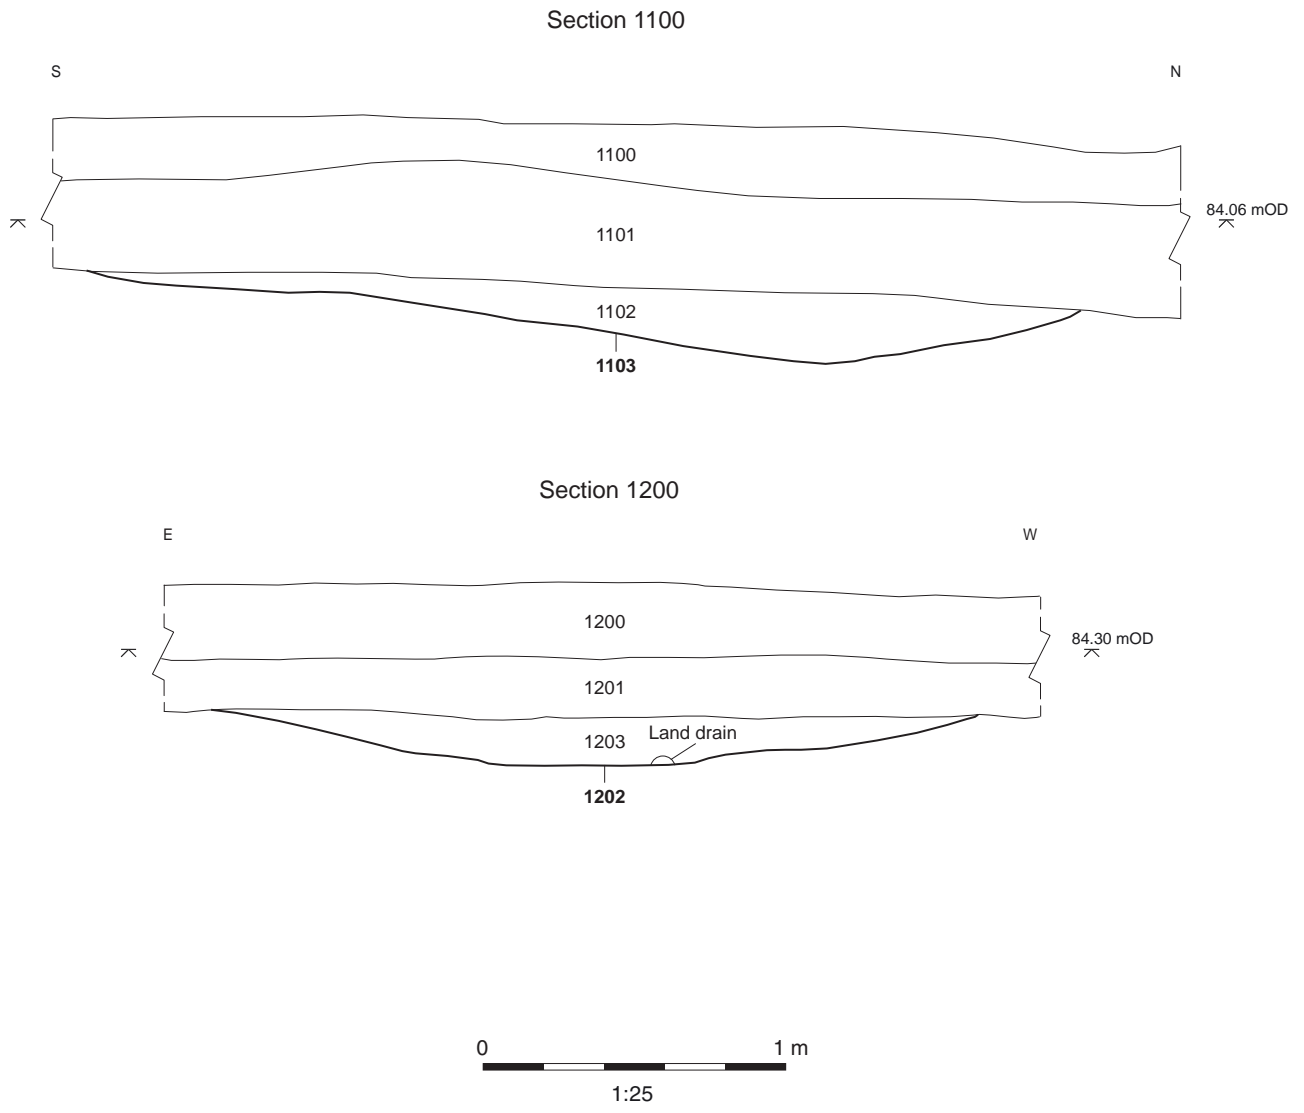 Section 1100
S N
1100
84.06 mOD
1101
1102
1103
Section 1200
E W
1200
84.30 mOD
1201
Land drain
1203
1202
0 1 m
1:25